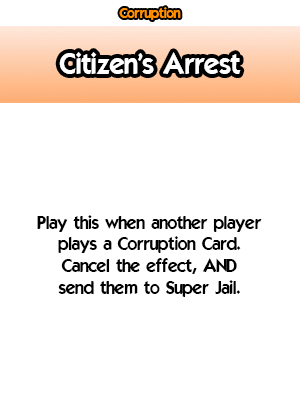 Corruption
Citizen's Arrest
Play this when another player
plays a Corruption Card.
Cancel the effect, AND
send them to Super Jail.